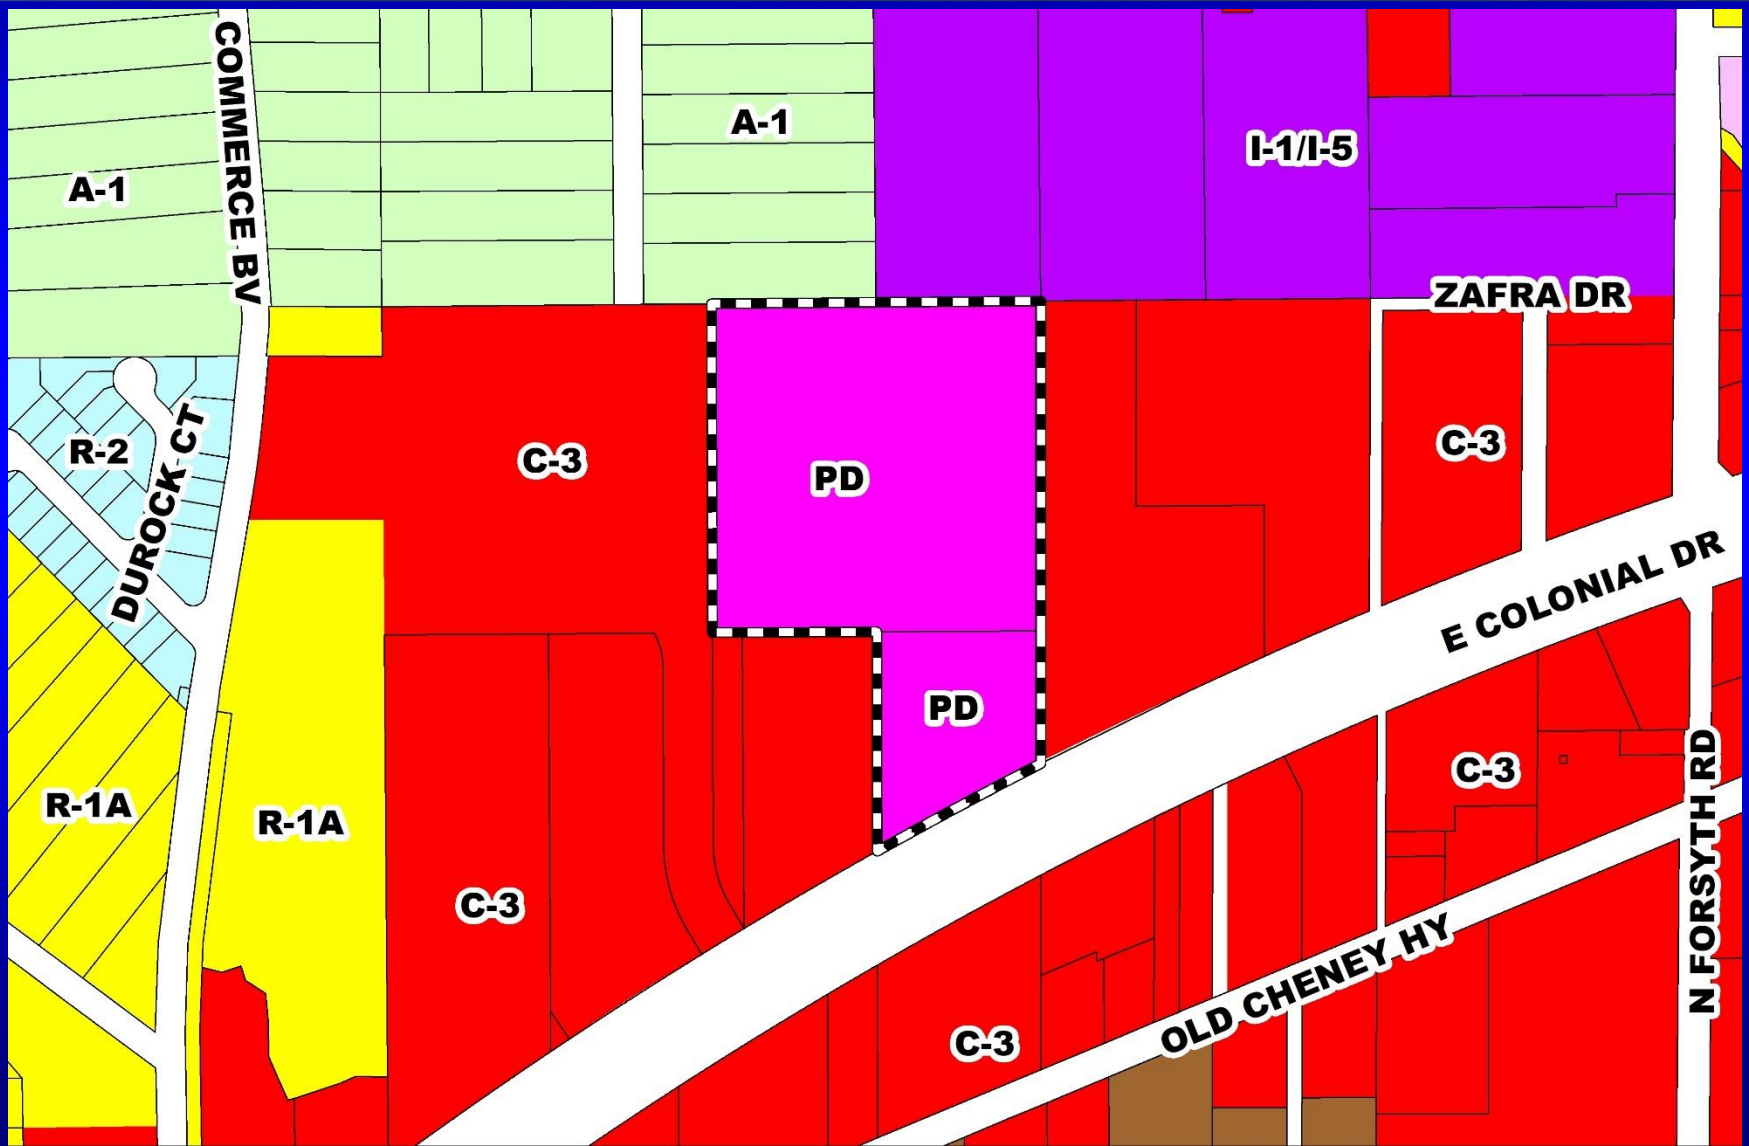 COMMERCE BV
A-1
A-1
I-1/I-5
ZAFRA DR
R-2
DUROCK CT
C-3
PD
C-3
E COLONIAL DR
PD
R-1A
R-1A
C-3
C-3
N FORSYTH RD
C-3
OLD CHENEY HY